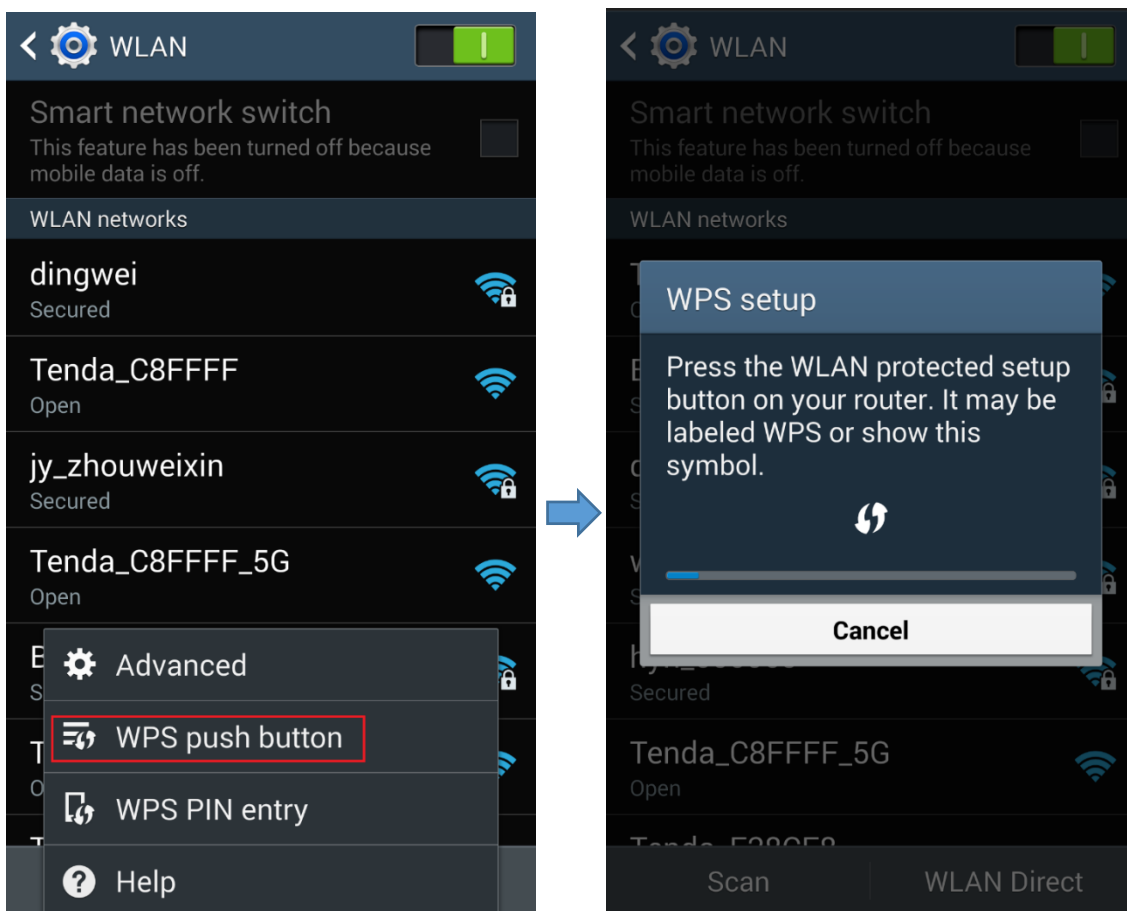 WLAN
Smart network switch
This feature has been turned off because
mobile data is off.
WLAN networks
dingwei
Secured
Tenda_C8FFFF
Open
jy_zhouweixin
Secured
Tenda_C8FFFF_5G
Open
Advanced
WPS push button
WPS PIN entry
Help
WLAN
Smart network switch
This feature has been turned off because
mobile data is off.
WLAN networks
WPS setup
Press the WLAN protected setup
button on your router. It may be
labeled WPS or show this
symbol.
Cancel
Secured
Tenda_C8FFFF_5G
Open
Scan
WLAN Direct